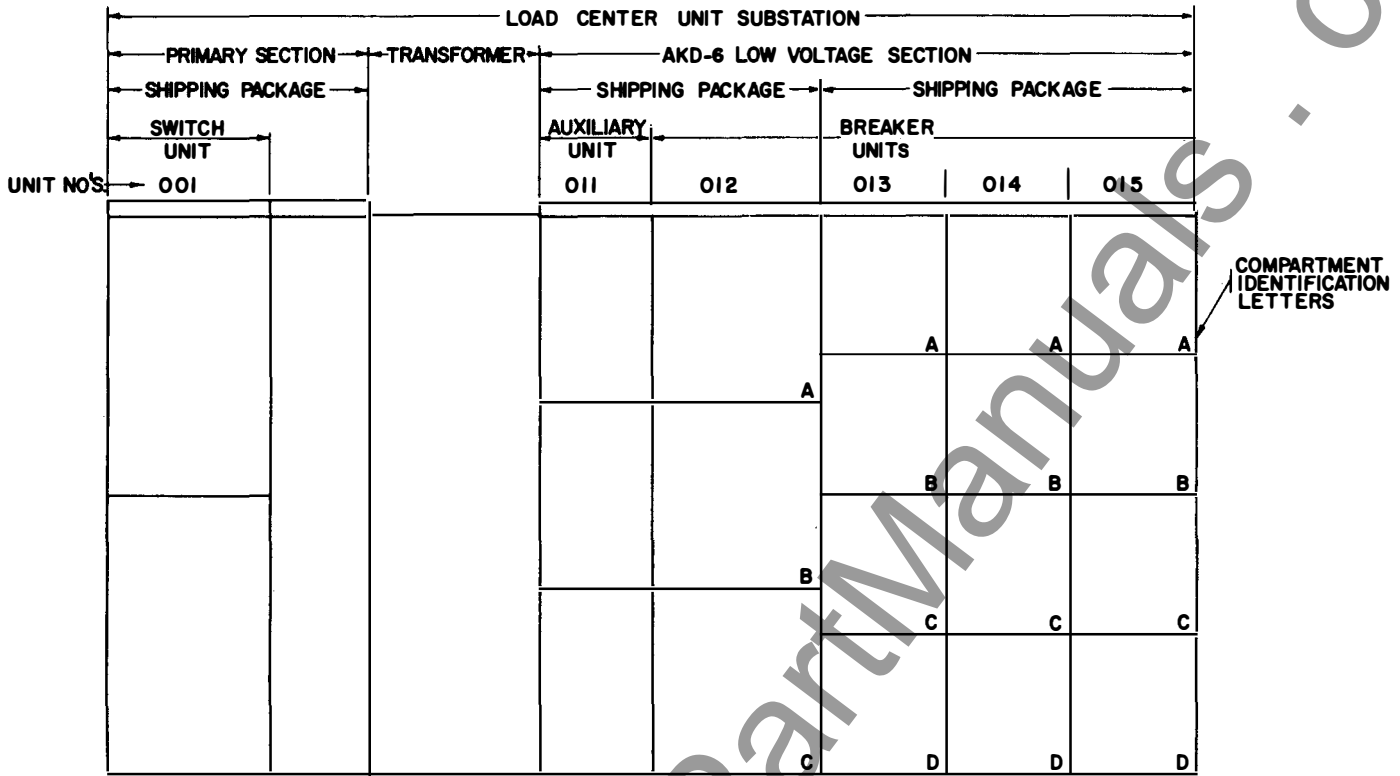 LOAD CENTER UNIT SUBSTATION
PRIMARY SECTION
TRANSFORMER
AKD-6 LOW VOLTAGE SECTION
SHIPPING PACKAGE
SHIPPING PACKAGE
SHIPPING PACKAGE
SWITCH
UNIT
AUXILIARY
UNIT
BREAKER
UNITS
UNIT NO'S.
001
011
012
013
014
015
COMPARTMENT
IDENTIFICATION
LETTERS
A
A
A
A
B
B
B
B
C
C
C
C
D
D
D
PartManuals . o